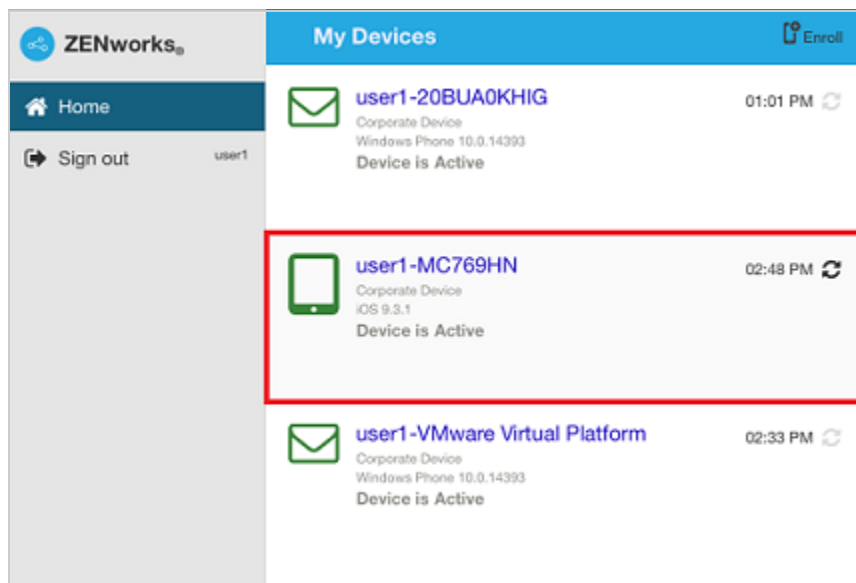 ZENworks®
My Devices
Enroll
Home
Sign out
user1
user1-20BUA0KHIG
01:01 PM
Corporate Device
Windows Phone 10.0.14393
Device is Active
user1-MC769HN
02:48 PM
Corporate Device
iOS 9.3.1
Device is Active
user1-VMware Virtual Platform
02:33 PM
Corporate Device
Windows Phone 10.0.14393
Device is Active